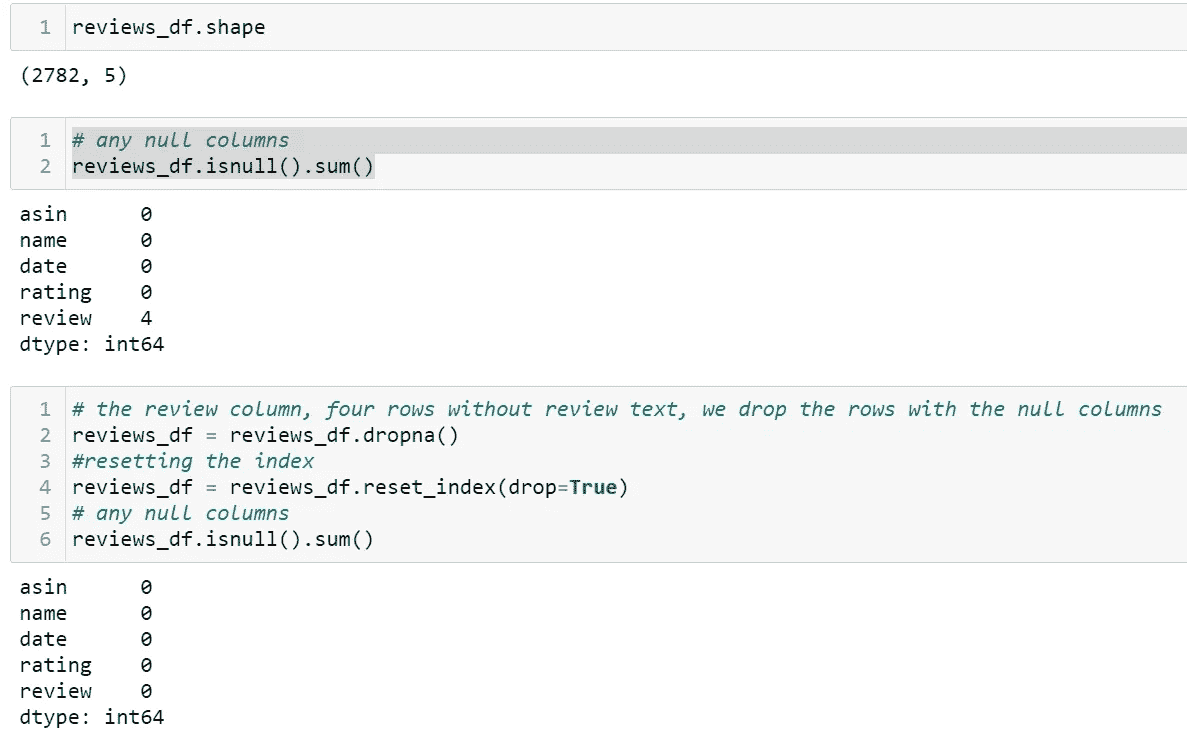 1 reviews_df.shape
(2782, 5)
1 # any null columns
2 reviews_df.isnull().sum()
asin 0
name 0
date 0
rating 0
review 4
dtype: int64
1 # the review column, four rows without review text, we drop the rows with the null columns
2 reviews_df = reviews_df.dropna()
3 #resetting the index
4 reviews_df = reviews_df.reset_index(drop=True)
5 # any null columns
6 reviews_df.isnull().sum()
asin 0
name 0
date 0
rating 0
review 0
dtype: int64